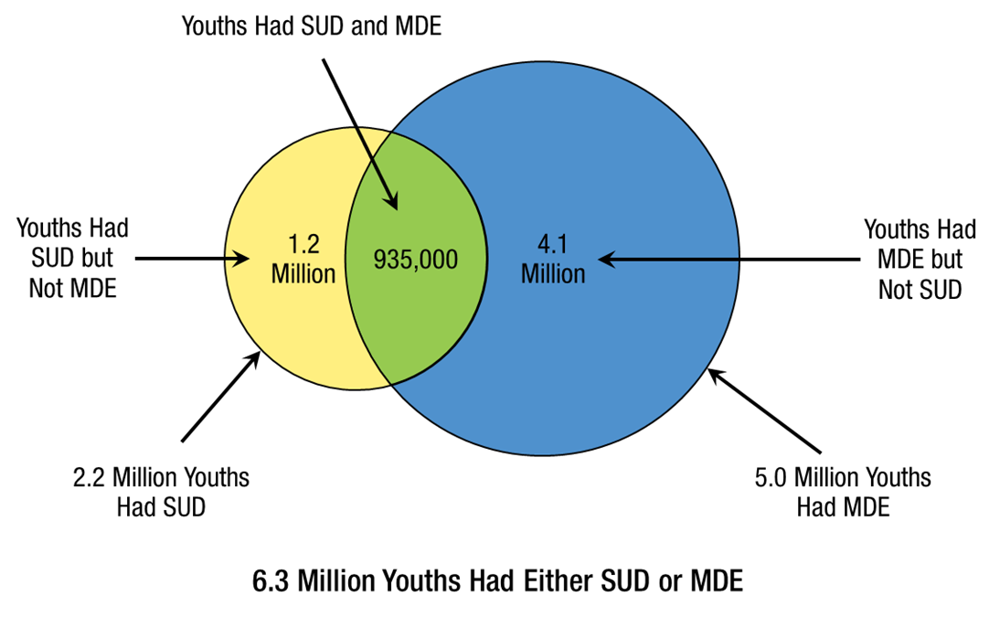 Youths Had SUD and MDE
Youths Had
SUD but
Not MDE
1.2
Million
935,000
4.1
Million
Youths Had
MDE but
Not SUD
2.2 Million Youths
Had SUD
5.0 Million Youths
Had MDE
6.3 Million Youths Had Either SUD or MDE